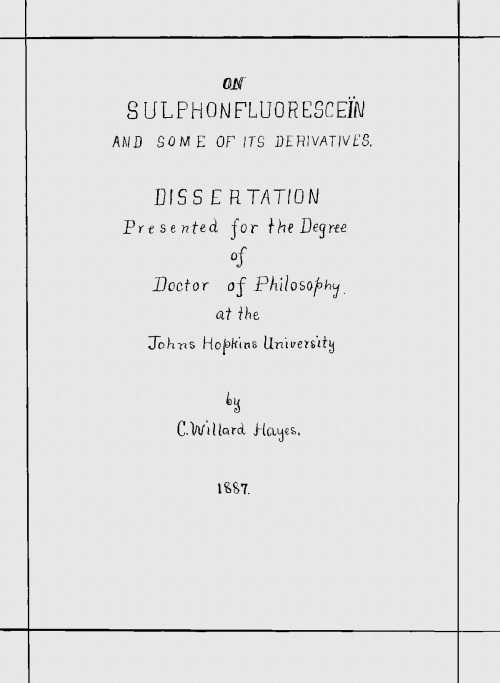 ON
SULPHONFLUORESCEÏN
AND SOME OF ITS DERIVATIVES.
DISSERTATION
Presented for the Degree
of
Doctor of Philosophy.
at the
Johns Hopkins University
by
C. Willard Hayes.
1887.